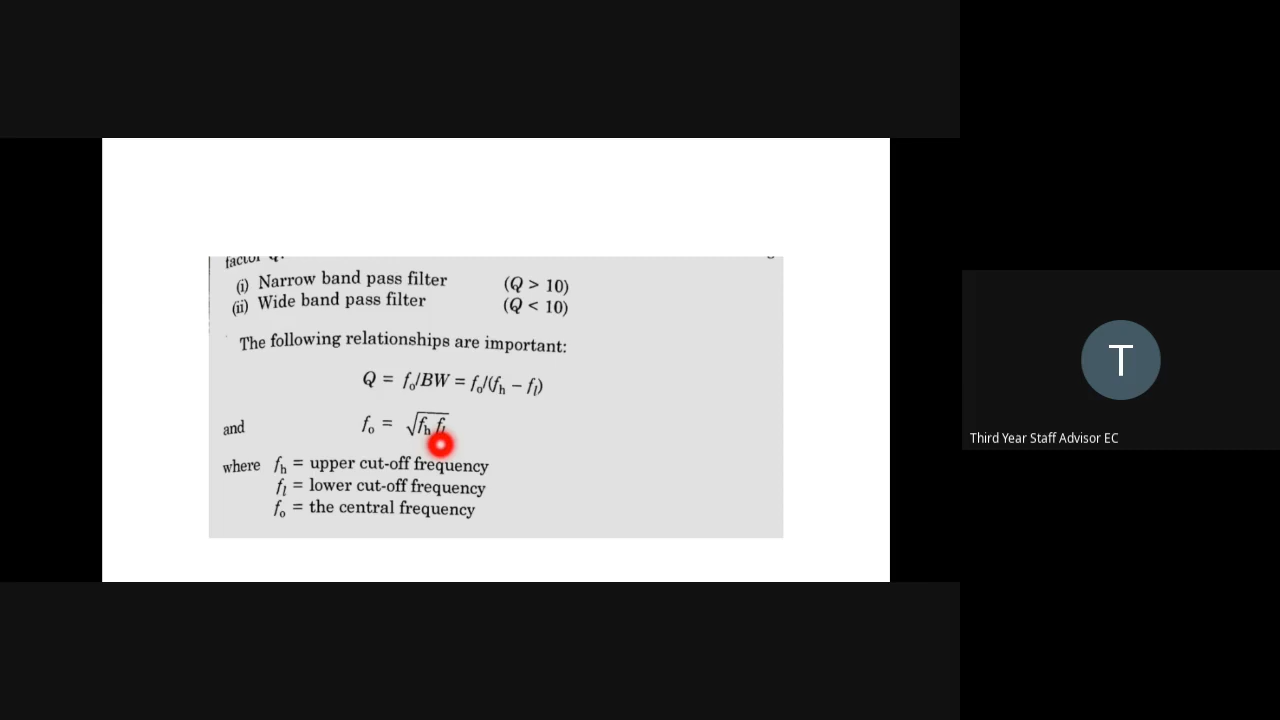 factor Q.
(i) Narrow band pass filter (Q > 10)
(ii) Wide band pass filter (Q < 10)
The following relationships are important:
Q = fₒ/BW = fₒ/(fₕ − fₗ)
and fₒ = √fₕ fₗ
where fₕ = upper cut-off frequency
fₗ = lower cut-off frequency
fₒ = the central frequency
T
Third Year Staff Advisor EC